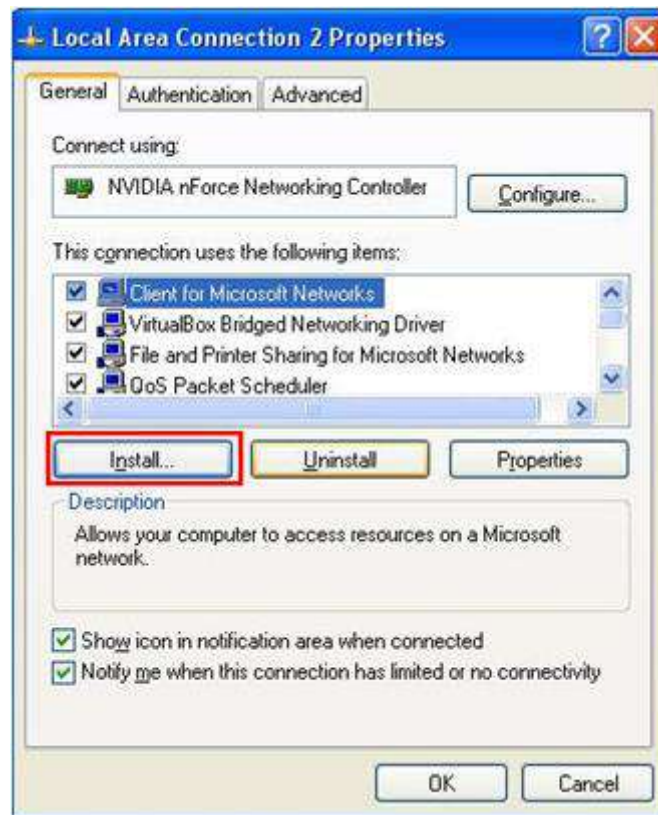 Local Area Connection 2 Properties
General Authentication Advanced
Connect using:
NVIDIA nForce Networking Controller Configure...
This connection uses the following items:
Client for Microsoft Networks
VirtualBox Bridged Networking Driver
File and Printer Sharing for Microsoft Networks
QoS Packet Scheduler
Install... Uninstall Properties
Description
Allows your computer to access resources on a Microsoft
network.
Show icon in notification area when connected
Notify me when this connection has limited or no connectivity
OK Cancel